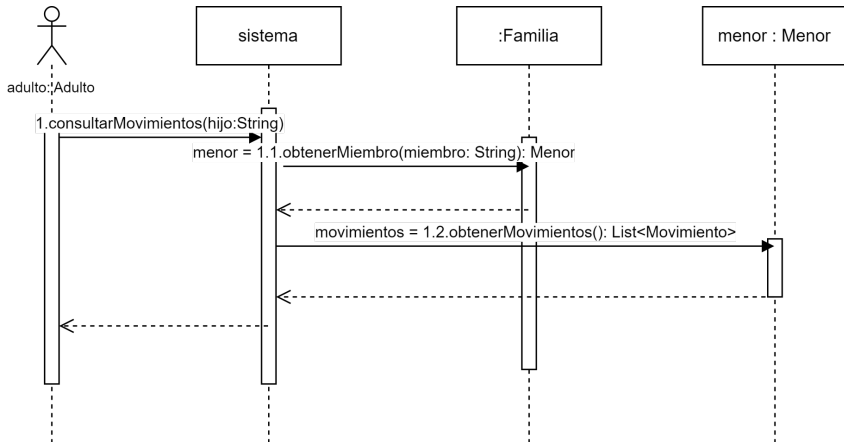 sistema
:Familia
menor : Menor
adulto: Adulto
1.consultarMovimientos(hijo:String)
menor = 1.1.obtenerMiembro(miembro: String): Menor
movimientos = 1.2.obtenerMovimientos(): List<Movimiento>